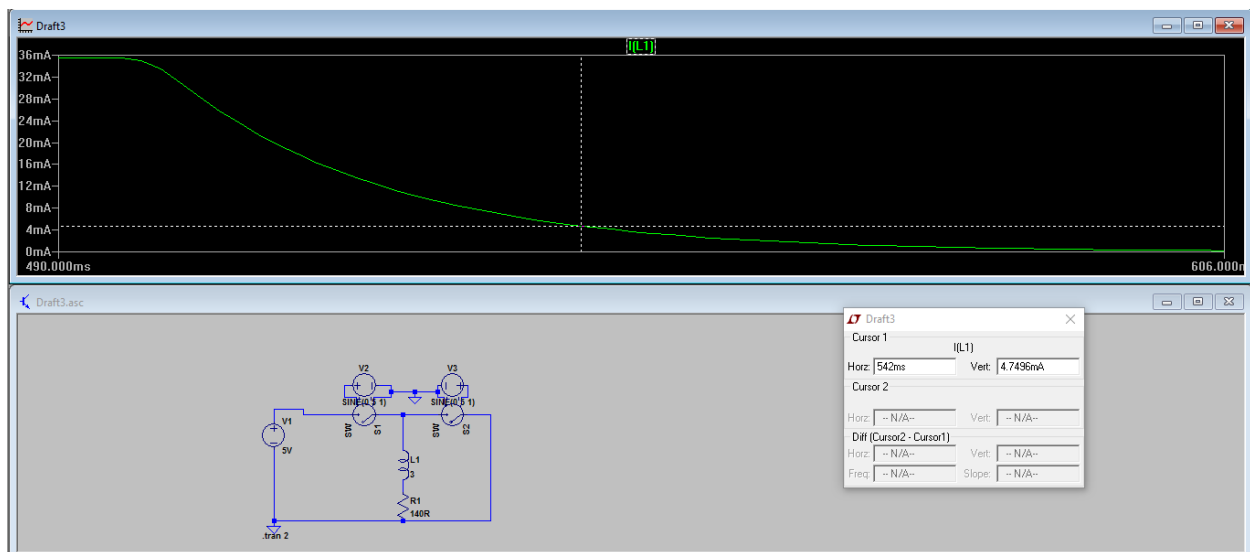 Draft3
I(L1)
36mA
32mA
28mA
24mA
20mA
16mA
12mA
8mA
4mA
0mA
490.000ms
606.000m
Draft3.asc
V2
V3
SINE(0 5 1)
SINE(0 5 1)
V1
5V
SW
S1
SW
S2
L1
3
R1
140R
.tran 2
Draft3
Cursor 1
I(L1)
Horz: 542ms Vert: 4.7496mA
Cursor 2
Horz: -- N/A-- Vert: -- N/A--
Diff (Cursor2 - Cursor1)
Horz: -- N/A-- Vert: -- N/A--
Freq: -- N/A-- Slope: -- N/A--